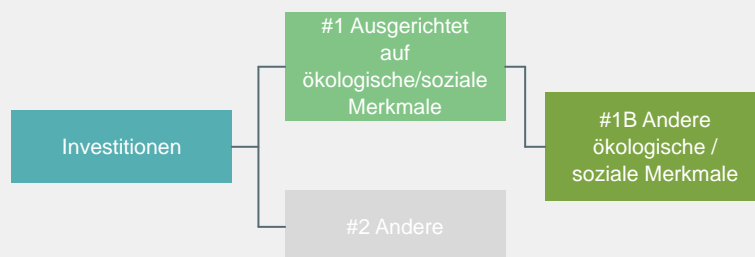 #1 Ausgerichtet
auf
ökologische/soziale
Merkmale
Investitionen
#1B Andere
ökologische /
soziale Merkmale
#2 Andere